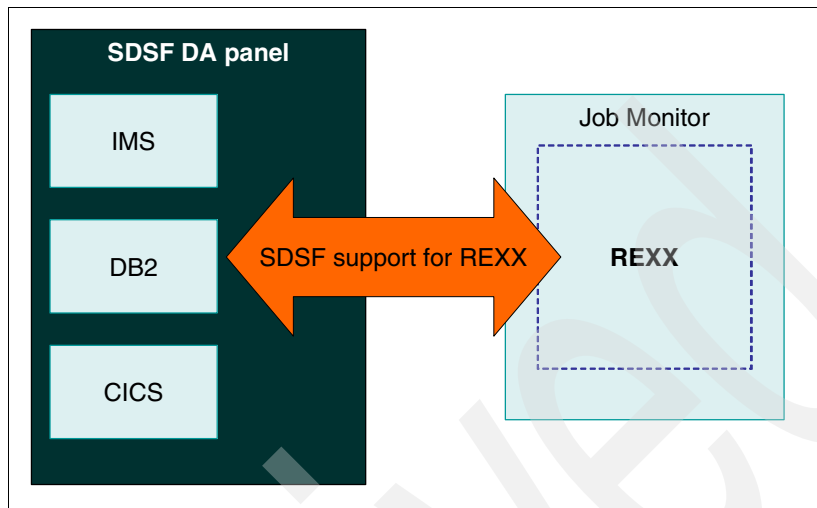 SDSF DA panel
IMS
DB2
CICS
SDSF support for REXX
Job Monitor
REXX